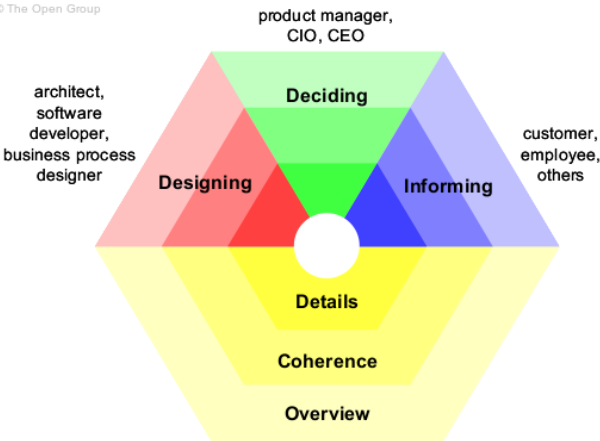 © The Open Group
product manager,
CIO, CEO
architect,
software
developer,
business process
designer
customer,
employee,
others
Deciding
Designing
Informing
Details
Coherence
Overview